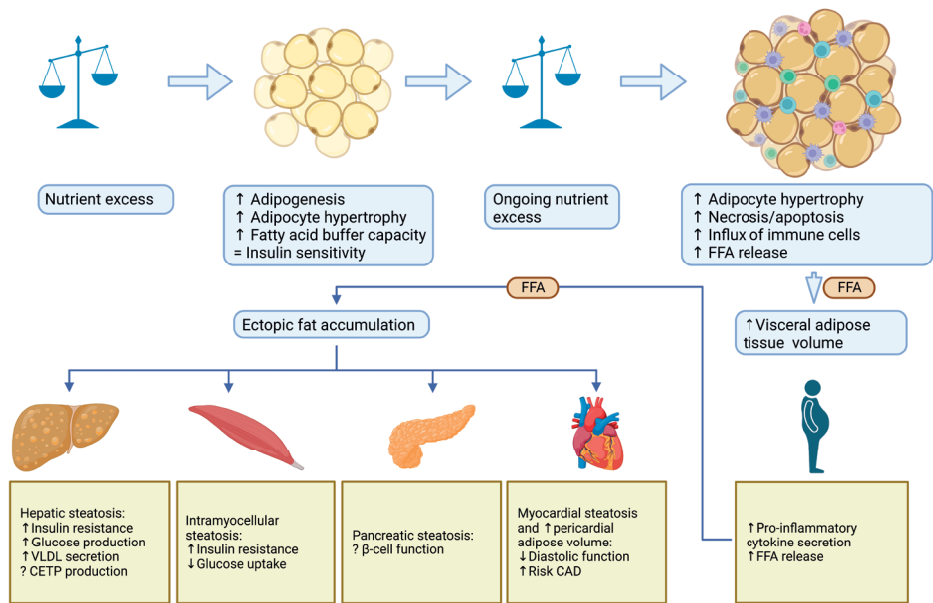 Nutrient excess
↑ Adipogenesis
↑ Adipocyte hypertrophy
↑ Fatty acid buffer capacity
= Insulin sensitivity
Ongoing nutrient
excess
↑ Adipocyte hypertrophy
↑ Necrosis/apoptosis
↑ Influx of immune cells
↑ FFA release
FFA
FFA
Ectopic fat accumulation
↑Visceral adipose
tissue volume
Hepatic steatosis:
↑Insulin resistance
↑Glucose production
↑VLDL secretion
? CETP production
Intramyocellular
steatosis:
↑Insulin resistance
↓Glucose uptake
Pancreatic steatosis:
? β-cell function
Myocardial steatosis
and ↑pericardial
adipose volume:
↓Diastolic function
↑Risk CAD
↑Pro-inflammatory
cytokine secretion
↑FFA release